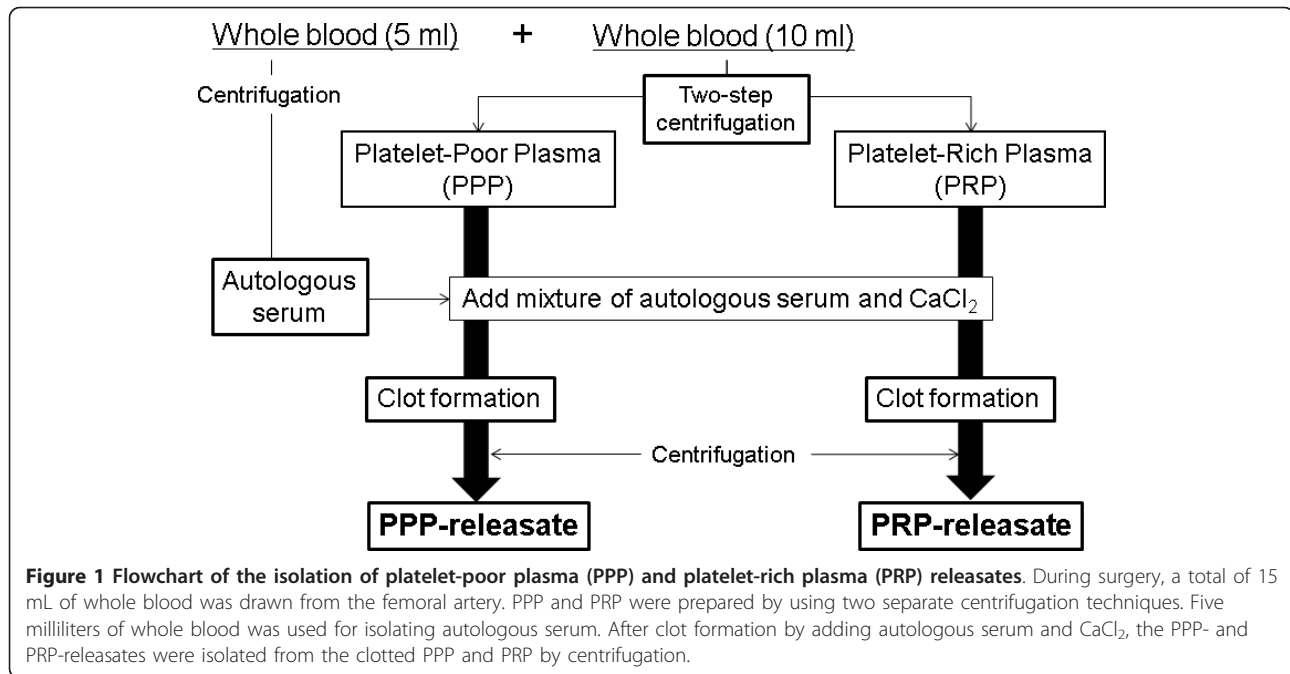 Whole blood (5 ml) + Whole blood (10 ml)
Centrifugation
Two-step
centrifugation
Platelet-Poor Plasma
(PPP)
Platelet-Rich Plasma
(PRP)
Autologous
serum
Add mixture of autologous serum and CaCl₂
Clot formation
Clot formation
Centrifugation
PPP-releasate
PRP-releasate
Figure 1 Flowchart of the isolation of platelet-poor plasma (PPP) and platelet-rich plasma (PRP) releasates. During surgery, a total of 15
mL of whole blood was drawn from the femoral artery. PPP and PRP were prepared by using two separate centrifugation techniques. Five
milliliters of whole blood was used for isolating autologous serum. After clot formation by adding autologous serum and CaCl₂, the PPP- and
PRP-releasates were isolated from the clotted PPP and PRP by centrifugation.